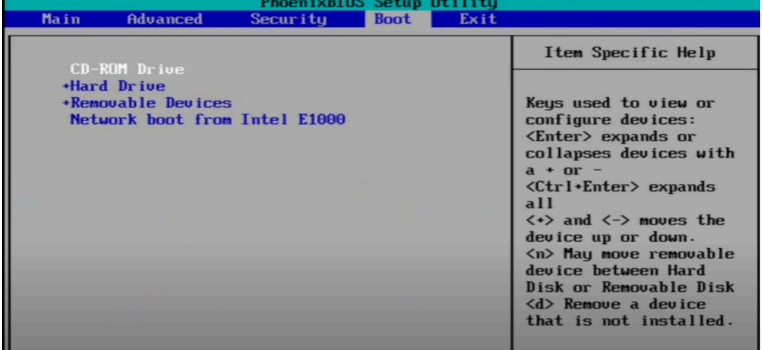 PhoenixBIOS Setup Utility
Main Advanced Security Boot Exit
CD-ROM Drive
+Hard Drive
+Removable Devices
Network boot from Intel E1000
Item Specific Help
Keys used to view or
configure devices:
<Enter> expands or
collapses devices with
a + or -
<Ctrl+Enter> expands
all
<+> and <-> moves the
device up or down.
<n> May move removable
device between Hard
Disk or Removable Disk
<d> Remove a device
that is not installed.